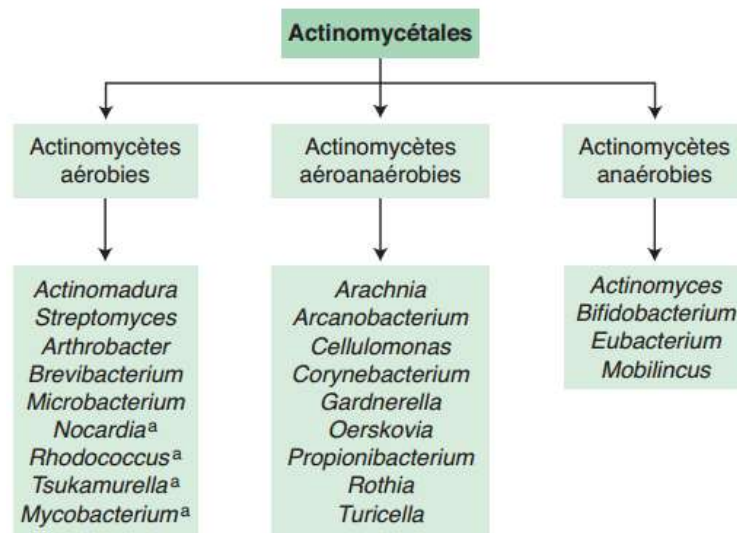 Actinomycétales
Actinomycètes
aérobies
Actinomycètes
aéroanaérobies
Actinomycètes
anaérobies
Actinomadura
Streptomyces
Arthrobacter
Brevibacterium
Microbacterium
Nocardiaᵃ
Rhodococcusᵃ
Tsukamurellaᵃ
Mycobacteriumᵃ
Arachnia
Arcanobacterium
Cellulomonas
Corynebacterium
Gardnerella
Oerskovia
Propionibacterium
Rothia
Turicella
Actinomyces
Bifidobacterium
Eubacterium
Mobilincus